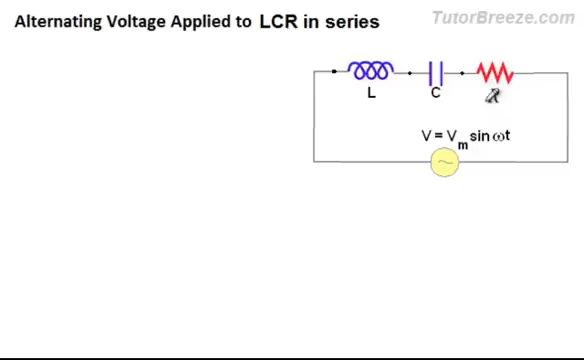 Alternating Voltage Applied to LCR in series
TutorBreeze.com
L
C
R
V = Vm sin ωt